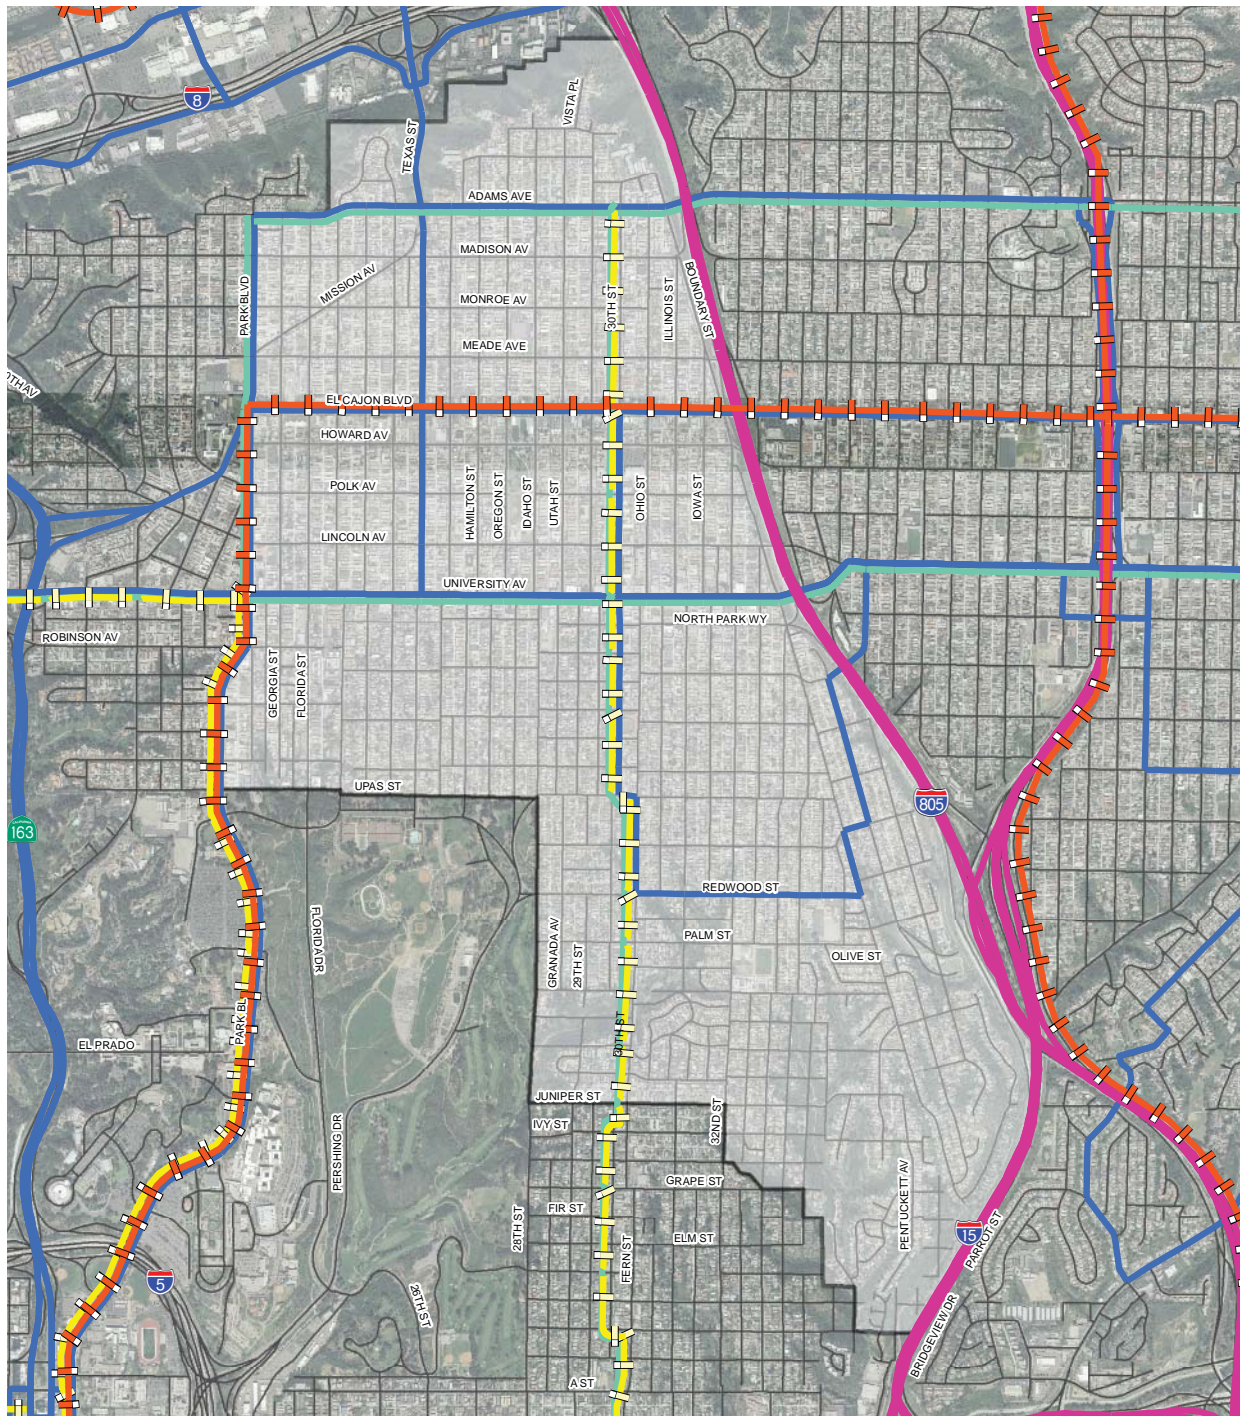 8
VISTA PL
TEXAS ST
ADAMS AVE
MADISON AV
MISSION AV
MONROE AV
PARK BLVD
30TH ST
ILLINOIS ST
BOUNDARY ST
MEADE AVE
0TH AV
EL CAJON BLVD
HOWARD AV
POLK AV
HAMILTON ST
OREGON ST
IDAHO ST
UTAH ST
OHIO ST
IOWA ST
LINCOLN AV
UNIVERSITY AV
NORTH PARK WY
ROBINSON AV
GEORGIA ST
FLORIDA ST
UPAS ST
805
CALIFORNIA
163
REDWOOD ST
FLORIDA DR
GRANADA AV
29TH ST
PALM ST
OLIVE ST
PARK BL
30TH ST
EL PRADO
JUNIPER ST
IVY ST
32ND ST
PERSHING DR
GRAPE ST
PENTUCKETT AV
FIR ST
28TH ST
FERN ST
ELM ST
15
PARROT ST
5
26TH ST
BRIDGEVIEW DR
A ST